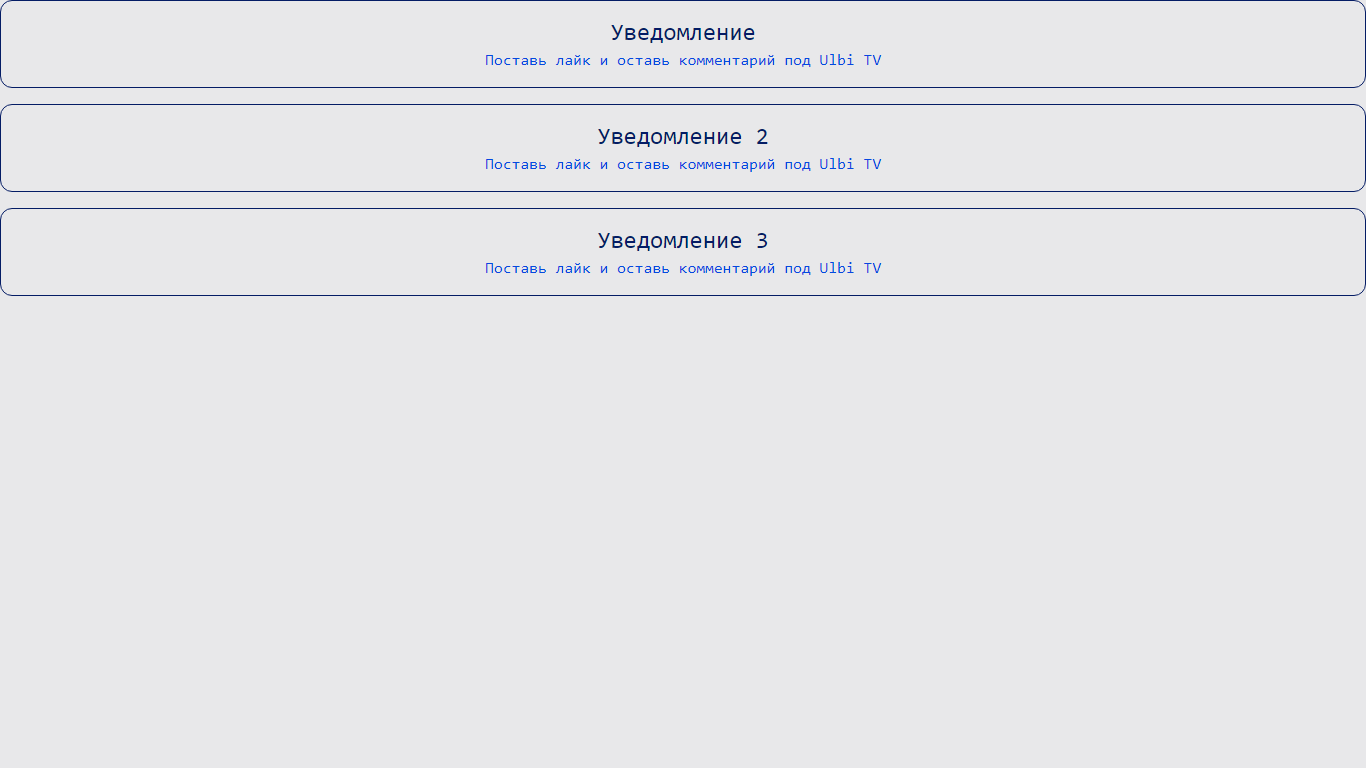 Уведомление
Поставь лайк и оставь комментарий под Ulbi TV
Уведомление 2
Поставь лайк и оставь комментарий под Ulbi TV
Уведомление 3
Поставь лайк и оставь комментарий под Ulbi TV